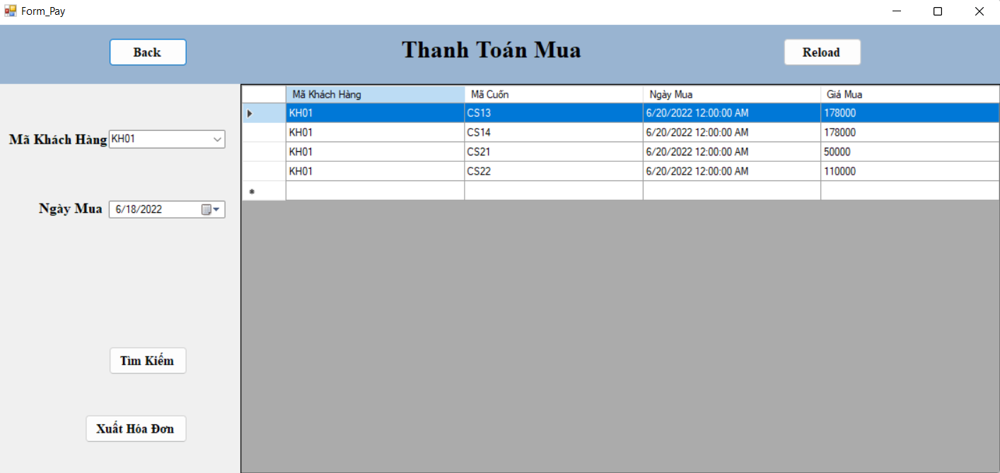 Form_Pay
Back
Thanh Toán Mua
Reload
Mã Khách Hàng KH01
Ngày Mua 6/18/2022
Tìm Kiếm
Xuất Hóa Đơn
Mã Khách Hàng Mã Cuốn Ngày Mua Giá Mua
KH01 CS13 6/20/2022 12:00:00 AM 178000
KH01 CS14 6/20/2022 12:00:00 AM 178000
KH01 CS21 6/20/2022 12:00:00 AM 50000
KH01 CS22 6/20/2022 12:00:00 AM 110000